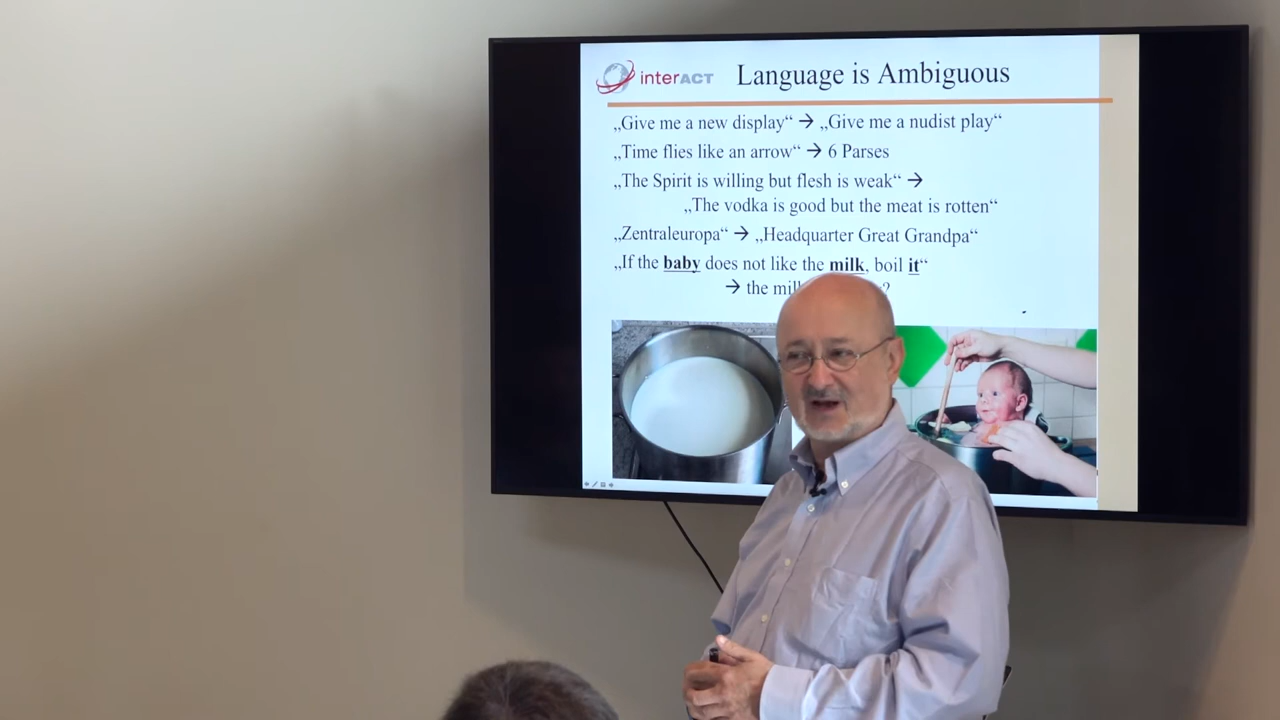 interACT
Language is Ambiguous
„Give me a new display“ → „Give me a nudist play“
„Time flies like an arrow“ → 6 Parses
„The Spirit is willing but flesh is weak“ →
„The vodka is good but the meat is rotten“
„Zentraleuropa“ → „Headquarter Great Grandpa“
„If the baby does not like the milk, boil it“
→ the ?